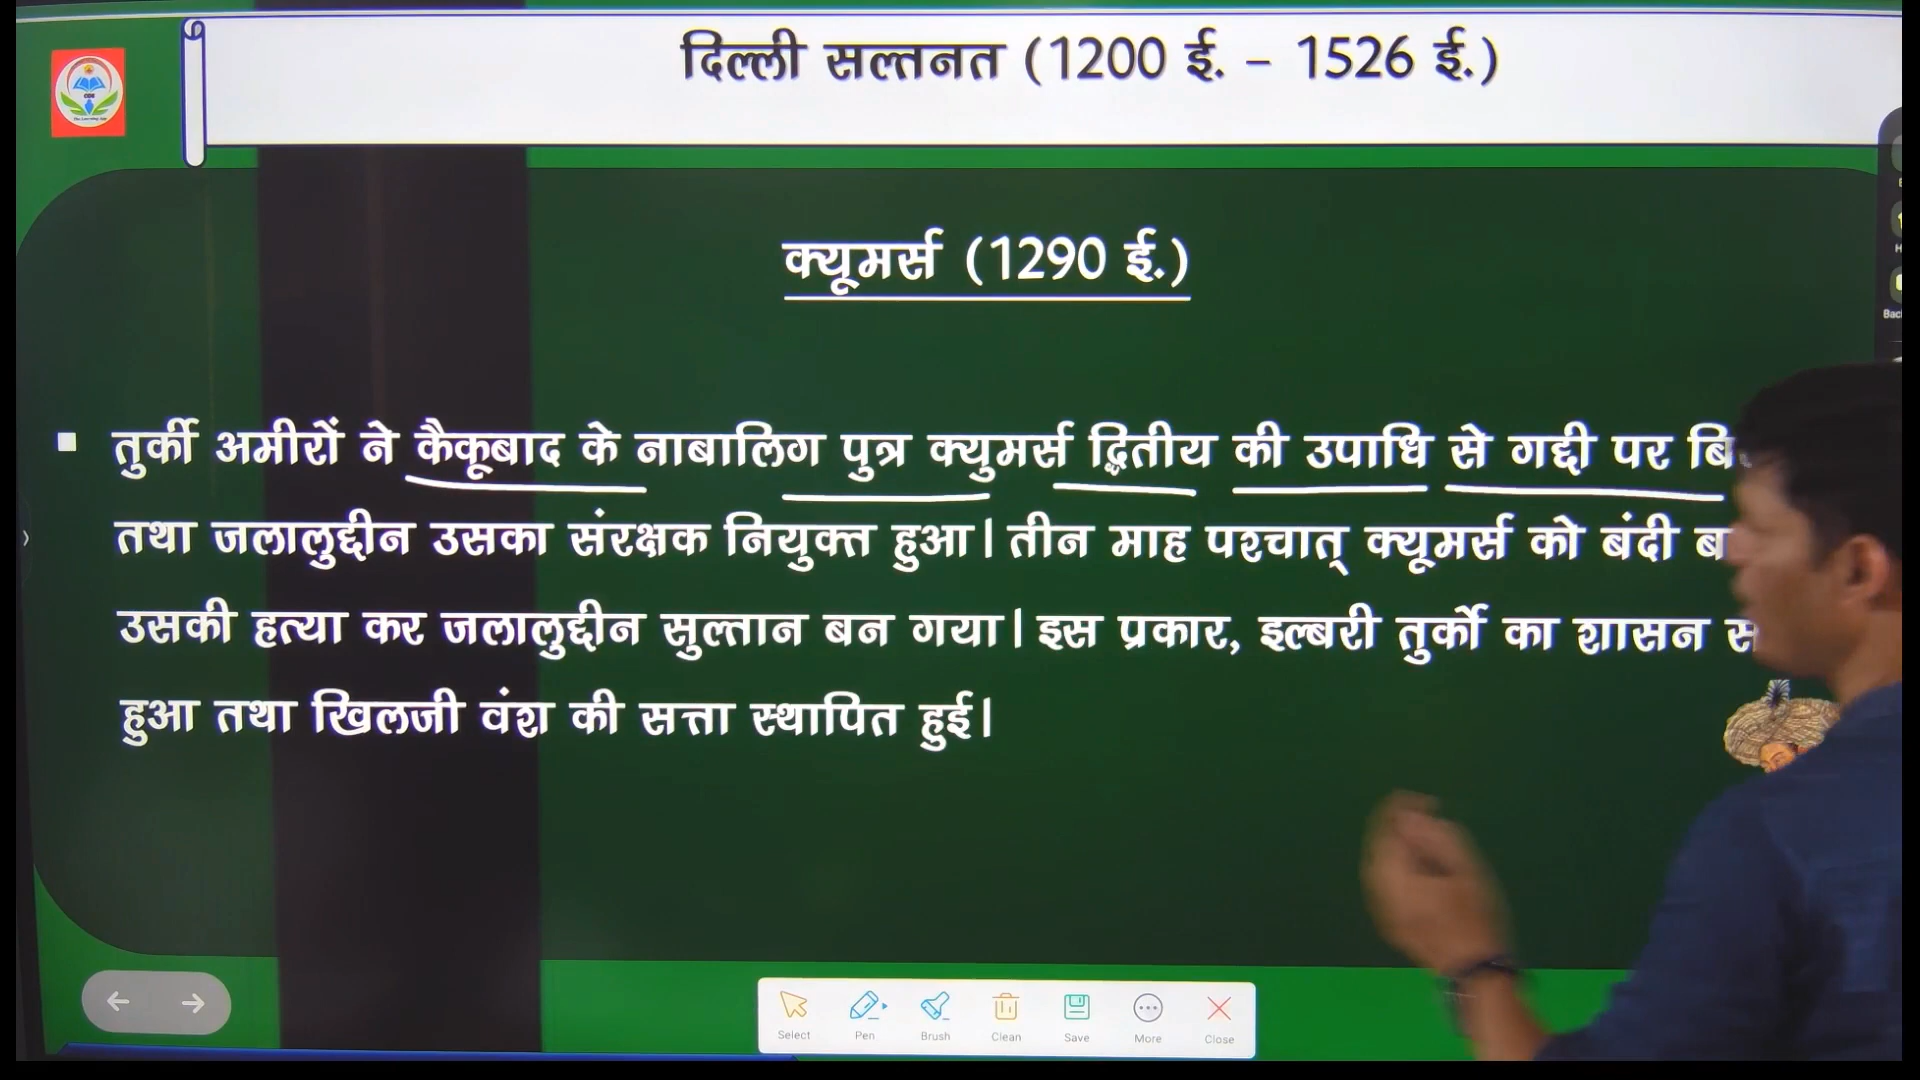 दिल्ली सल्तनत (1200 ई. – 1526 ई.)
क्यूमर्स (1290 ई.)
▪ तुर्की अमीरों ने कैकूबाद के नाबालिग पुत्र क्युमर्स द्वितीय की उपाधि से गद्दी पर
तथा जलालुद्दीन उसका संरक्षक नियुक्त हुआ। तीन माह पश्चात् क्यूमर्स को बंदी
उसकी हत्या कर जलालुद्दीन सुल्तान बन गया। इस प्रकार, इल्बरी तुर्को का शासन
हुआ तथा खिलजी वंश की सत्ता स्थापित हुई।
Select Pen Brush Clean Save More Close